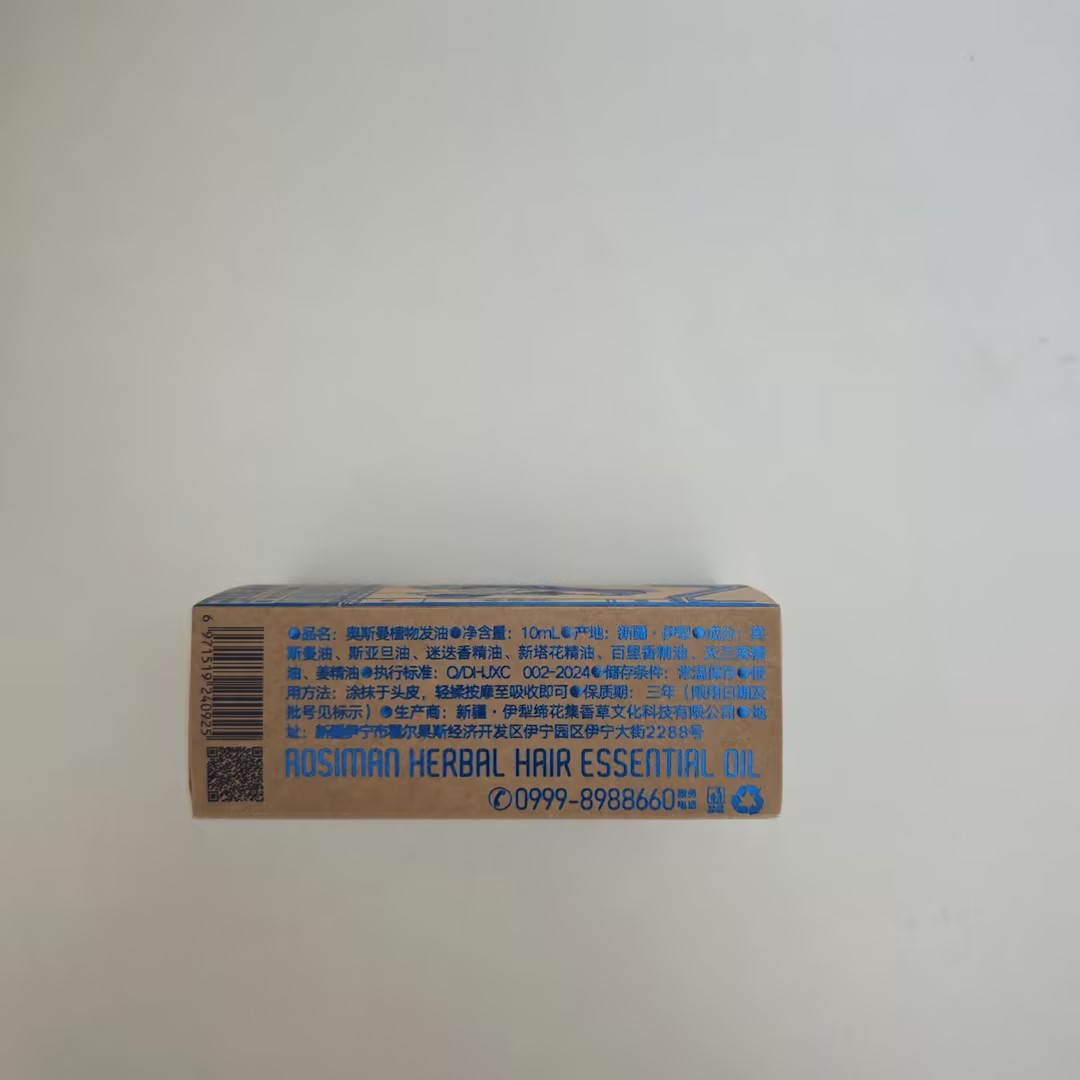 ●品名：奥斯曼植物发油●净含量：10mL●产地：新疆·伊犁●成分：奥
斯曼油、斯亚旦油、迷迭香精油、新塔花精油、百里香精油、
油、姜精油●执行标准：Q/DHJXC 002-2024●储存条件：常温保存●使
用方法：涂抹于头皮，轻揉按摩至吸收即可●保质期：三年（限用日期及
批号见标示）●生产商：新疆·伊犁缔花集香草文化科技有限公司●地
址：新疆伊宁市霍尔果斯经济开发区伊宁园区伊宁大街2288号
ROSIMAN HERBAL HAIR ESSENTIAL OIL
0999-8988660 服务电话
6 971519 240925